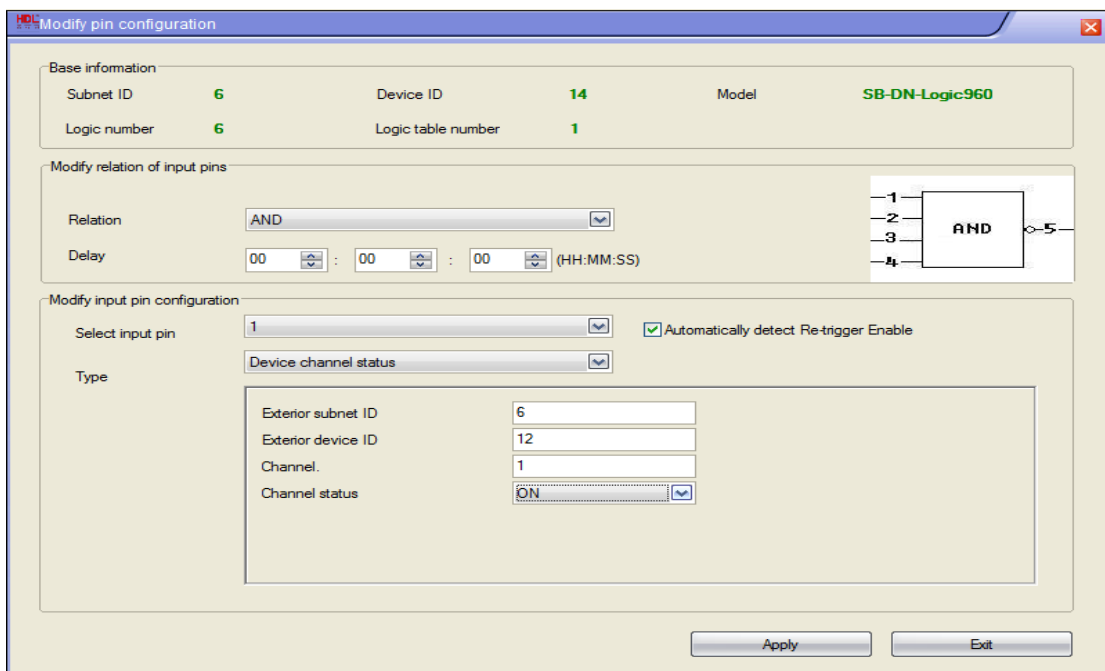 HDL Modify pin configuration
Base information
Subnet ID 6 Device ID 14 Model SB-DN-Logic960
Logic number 6 Logic table number 1
Modify relation of input pins
Relation AND
Delay 00 : 00 : 00 (HH:MM:SS)
1
2
3
4
AND
5
Modify input pin configuration
Select input pin 1 Automatically detect Re-trigger Enable
Type Device channel status
Exterior subnet ID 6
Exterior device ID 12
Channel. 1
Channel status ON
Apply Exit